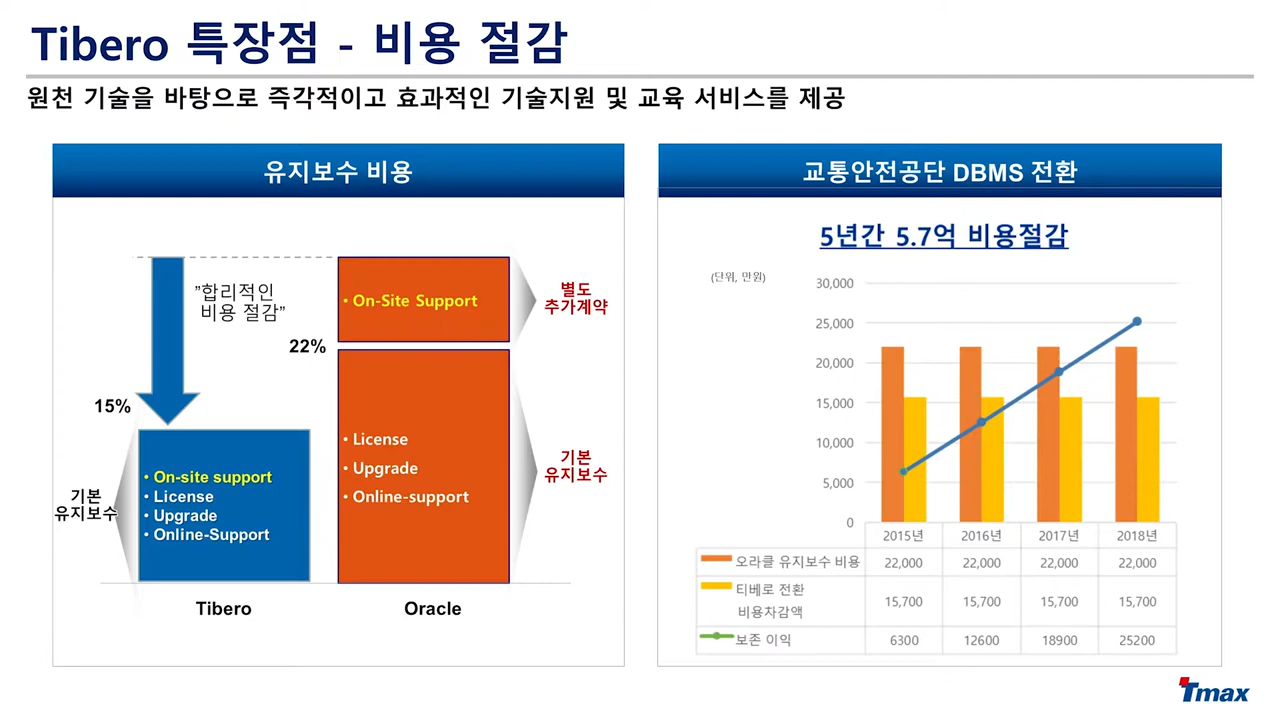 Tibero 특장점 - 비용 절감
원천 기술을 바탕으로 즉각적이고 효과적인 기술지원 및 교육 서비스를 제공
유지보수 비용
”합리적인
비용 절감”
15%
22%
• On-Site Support
별도
추가계약
• License
• Upgrade
• Online-support
기본
유지보수
기본
유지보수
• On-site support
• License
• Upgrade
• Online-Support
Tibero
Oracle
교통안전공단 DBMS 전환
5년간 5.7억 비용절감
(단위, 만원)
30,000
25,000
20,000
15,000
10,000
5,000
0
2015년 2016년 2017년 2018년
오라클 유지보수 비용 22,000 22,000 22,000 22,000
티베로 전환
비용차감액 15,700 15,700 15,700 15,700
보존 이익 6300 12600 18900 25200
Tmax